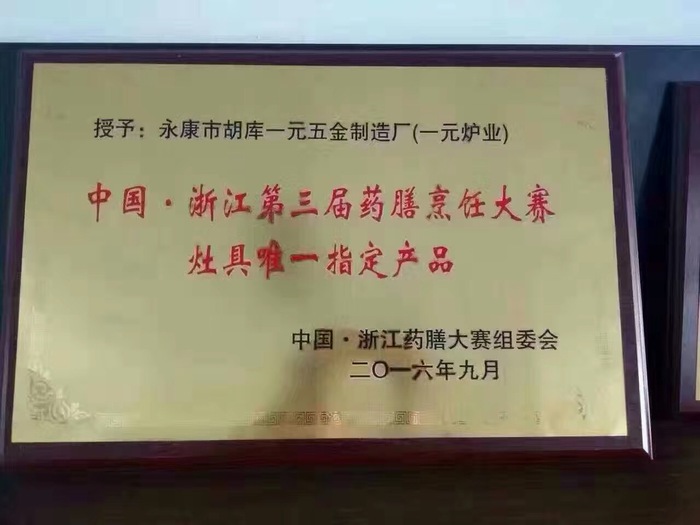 授予：永康市胡库一元五金制造厂(一元炉业)
中国·浙江第三届药膳烹饪大赛
灶具唯一指定产品
中国·浙江药膳大赛组委会
二〇一六年九月